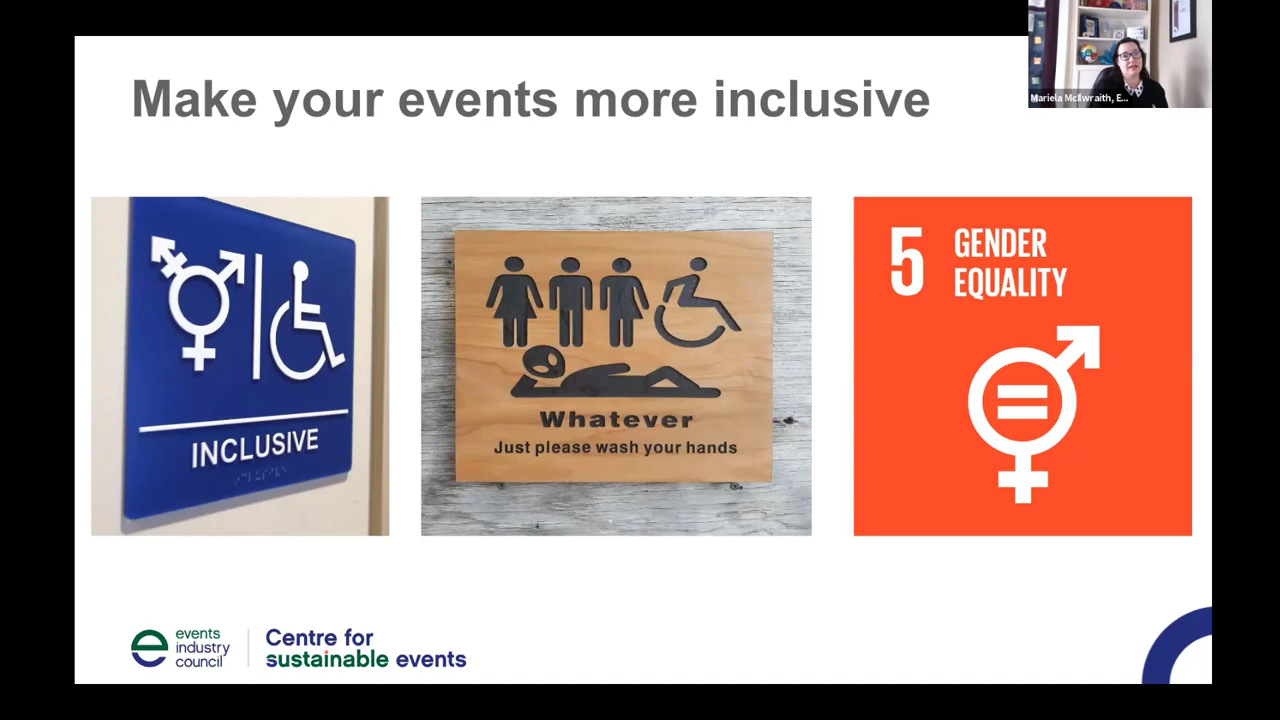 Make your events more inclusive
Mariela McIlwraith, E...
INCLUSIVE
Whatever
Just please wash your hands
5 GENDER
EQUALITY
events
industry
council
Centre for
sustainable events